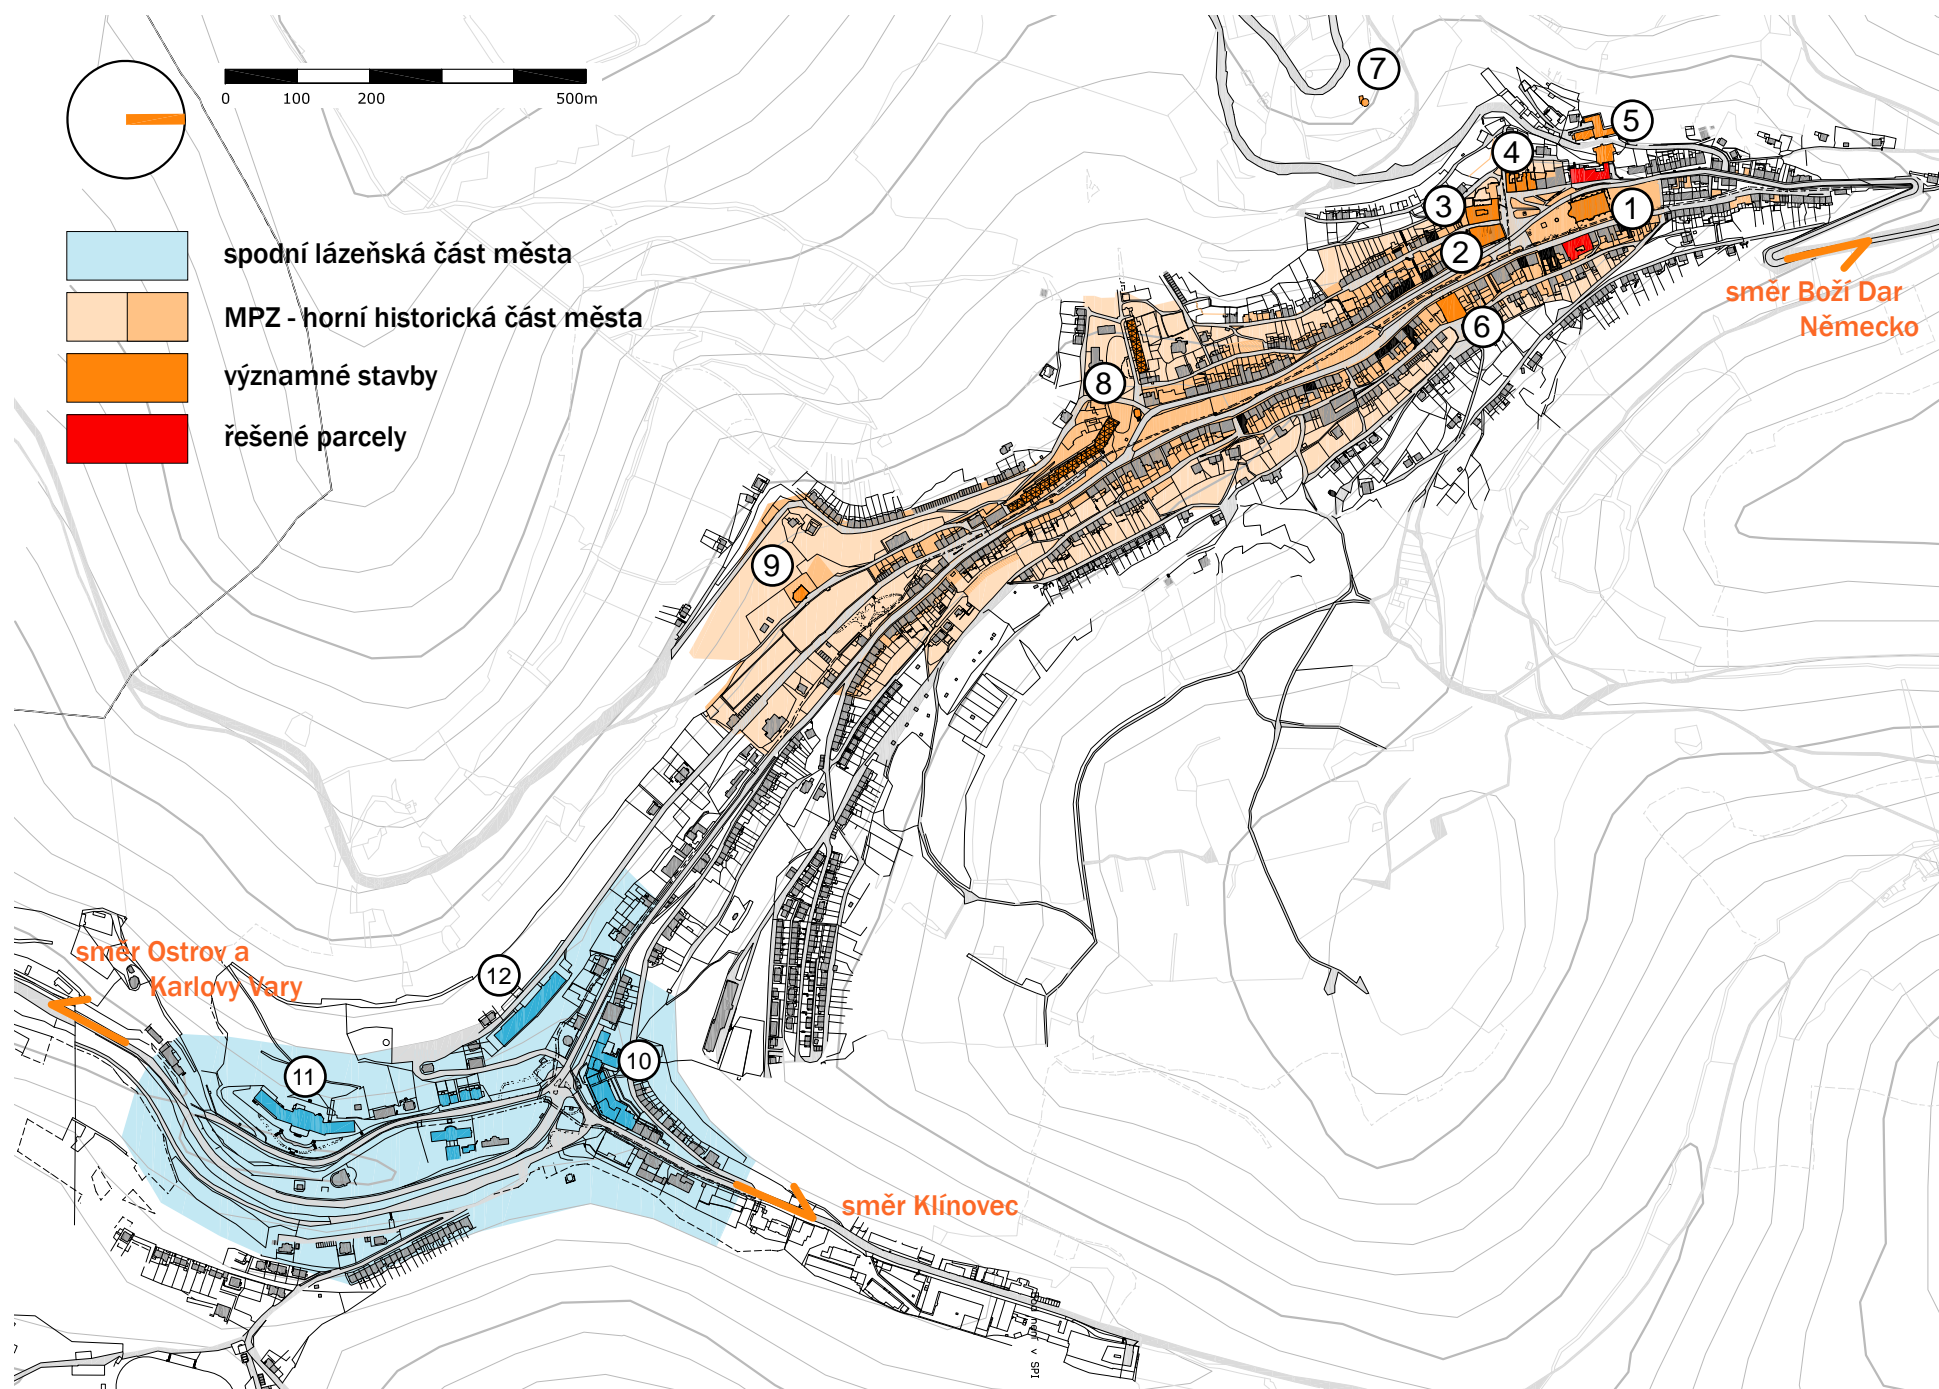 0 100 200 500m
spodní lázeňská část města
MPZ - horní historická část města
významné stavby
řešené parcely
7
5
4
3
1
2
6
směr Boží Dar
Německo
8
9
směr Ostrov a
Karlovy Vary
12
10
11
směr Klínovec